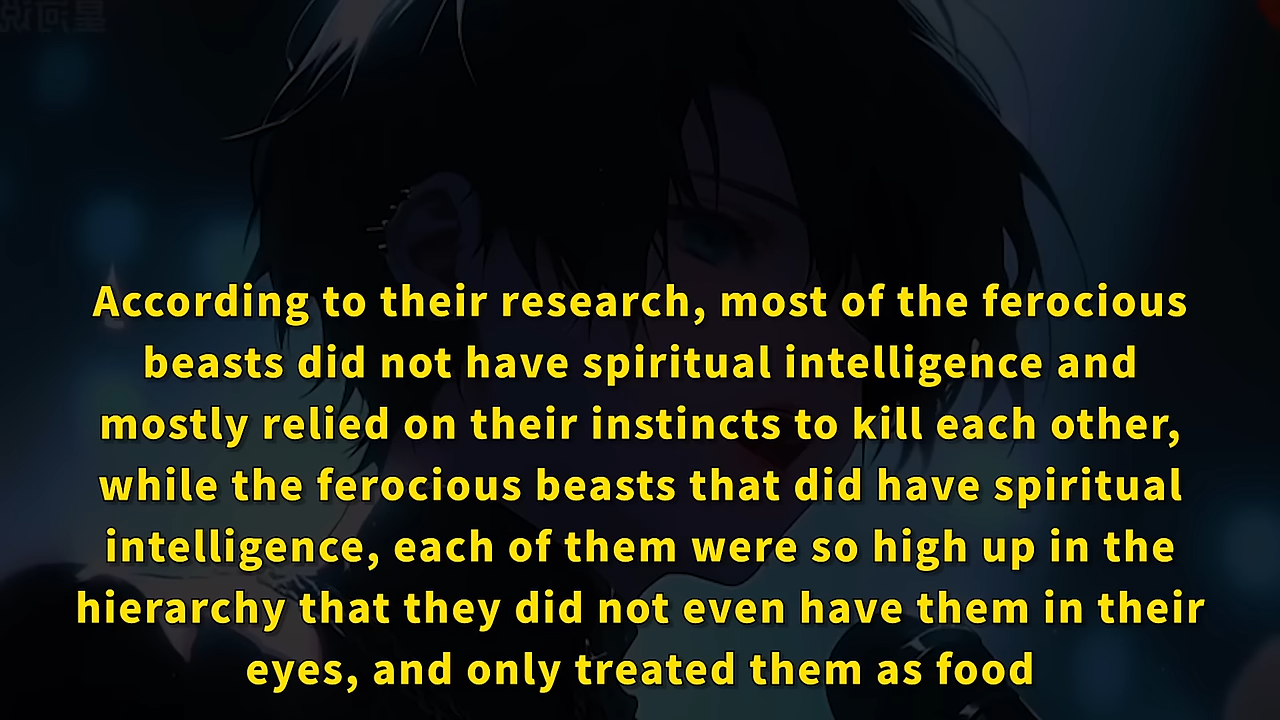 According to their research, most of the ferocious
beasts did not have spiritual intelligence and
mostly relied on their instincts to kill each other,
while the ferocious beasts that did have spiritual
intelligence, each of them were so high up in the
hierarchy that they did not even have them in their
eyes, and only treated them as food